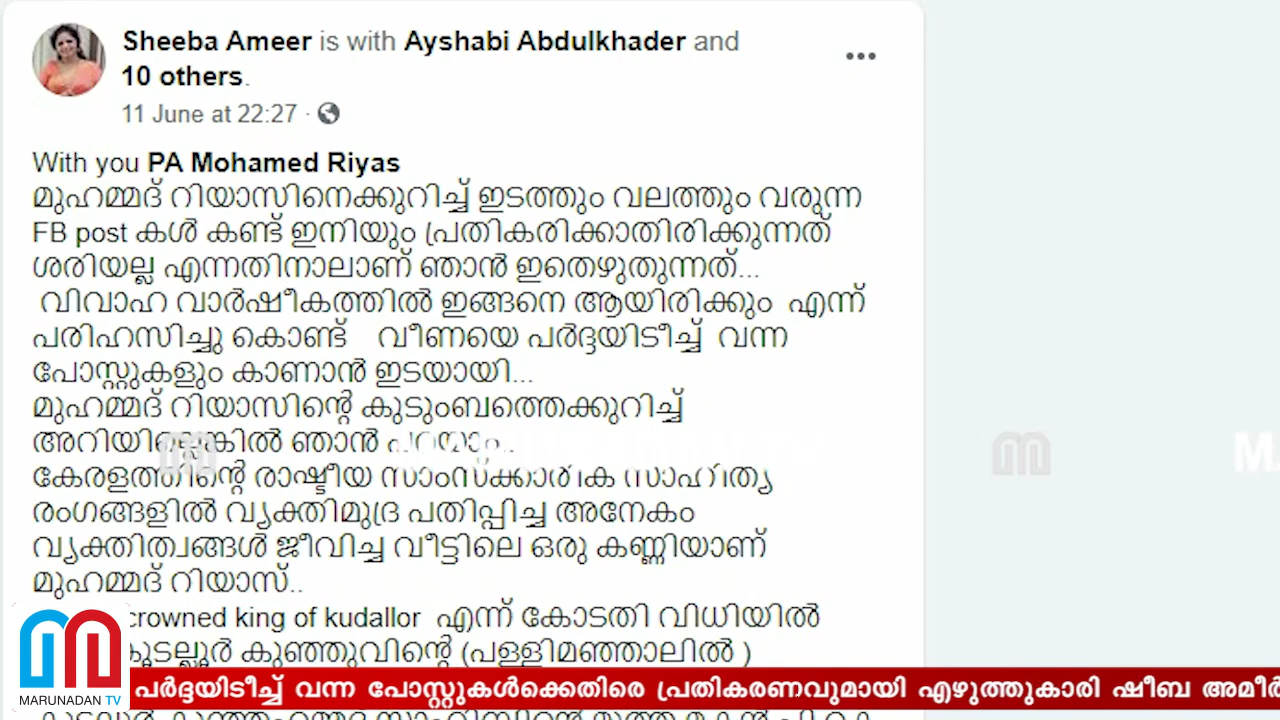 Sheeba Ameer is with Ayshabi Abdulkhader and
10 others.
11 June at 22:27 ·
With you PA Mohamed Riyas
മുഹമ്മദ് റിയാസിനെക്കുറിച്ച് ഇടത്തും വലത്തും വരുന്ന
FB post കൾ കണ്ട് ഇനിയും പ്രതികരിക്കാതിരിക്കുന്നത്
ശരിയല്ല എന്നതിനാലാണ് ഞാൻ ഇതെഴുതുന്നത്...
വിവാഹ വാർഷീകത്തിൽ ഇങ്ങനെ ആയിരിക്കും എന്ന്
പരിഹസിച്ചു കൊണ്ട് വീണയെ പർദ്ദയിടീച്ച് വന്ന
പോസ്റ്റുകളും കാണാൻ ഇടയായി...
മുഹമ്മദ് റിയാസിന്റെ കുടുംബത്തെക്കുറിച്ച്
അറിയില്ലെങ്കിൽ ഞാൻ പറയാം..
കേരളത്തിന്റെ രാഷ്ടീയ സാംസ്ക്കാരിക സാഹിത്യ
രംഗങ്ങളിൽ വ്യക്തിമുദ്ര പതിപ്പിച്ച അനേകം
വ്യക്തിത്വങ്ങൾ ജീവിച്ച വീട്ടിലെ ഒരു കണ്ണിയാണ്
മുഹമ്മദ് റിയാസ്..
crowned king of kudallor എന്ന് കോടതി വിധിയിൽ
കൂടല്ലൂർ കുഞ്ഞുവിന്റെ (പള്ളിമഞ്ഞാലിൽ )
MARUNADAN TV
പർദ്ദയിടീച്ച് വന്ന പോസ്റ്റുകൾക്കെതിരെ പ്രതികരണവുമായി എഴുത്തുകാരി ഷീബ അമീർ